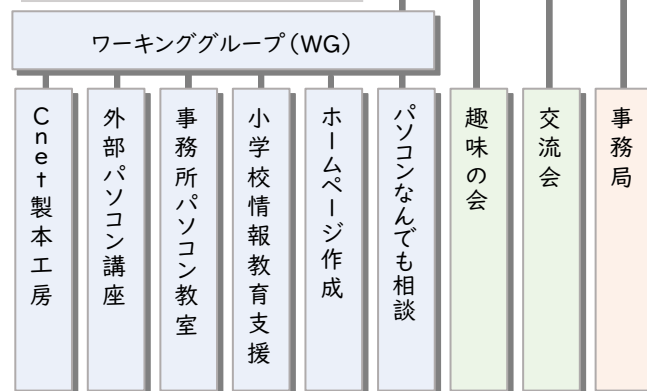 ワーキンググループ(WG)
Cnet製本工房
外部パソコン講座
事務所パソコン教室
小学校情報教育支援
ホームページ作成
パソコンなんでも相談
趣味の会
交流会
事務局